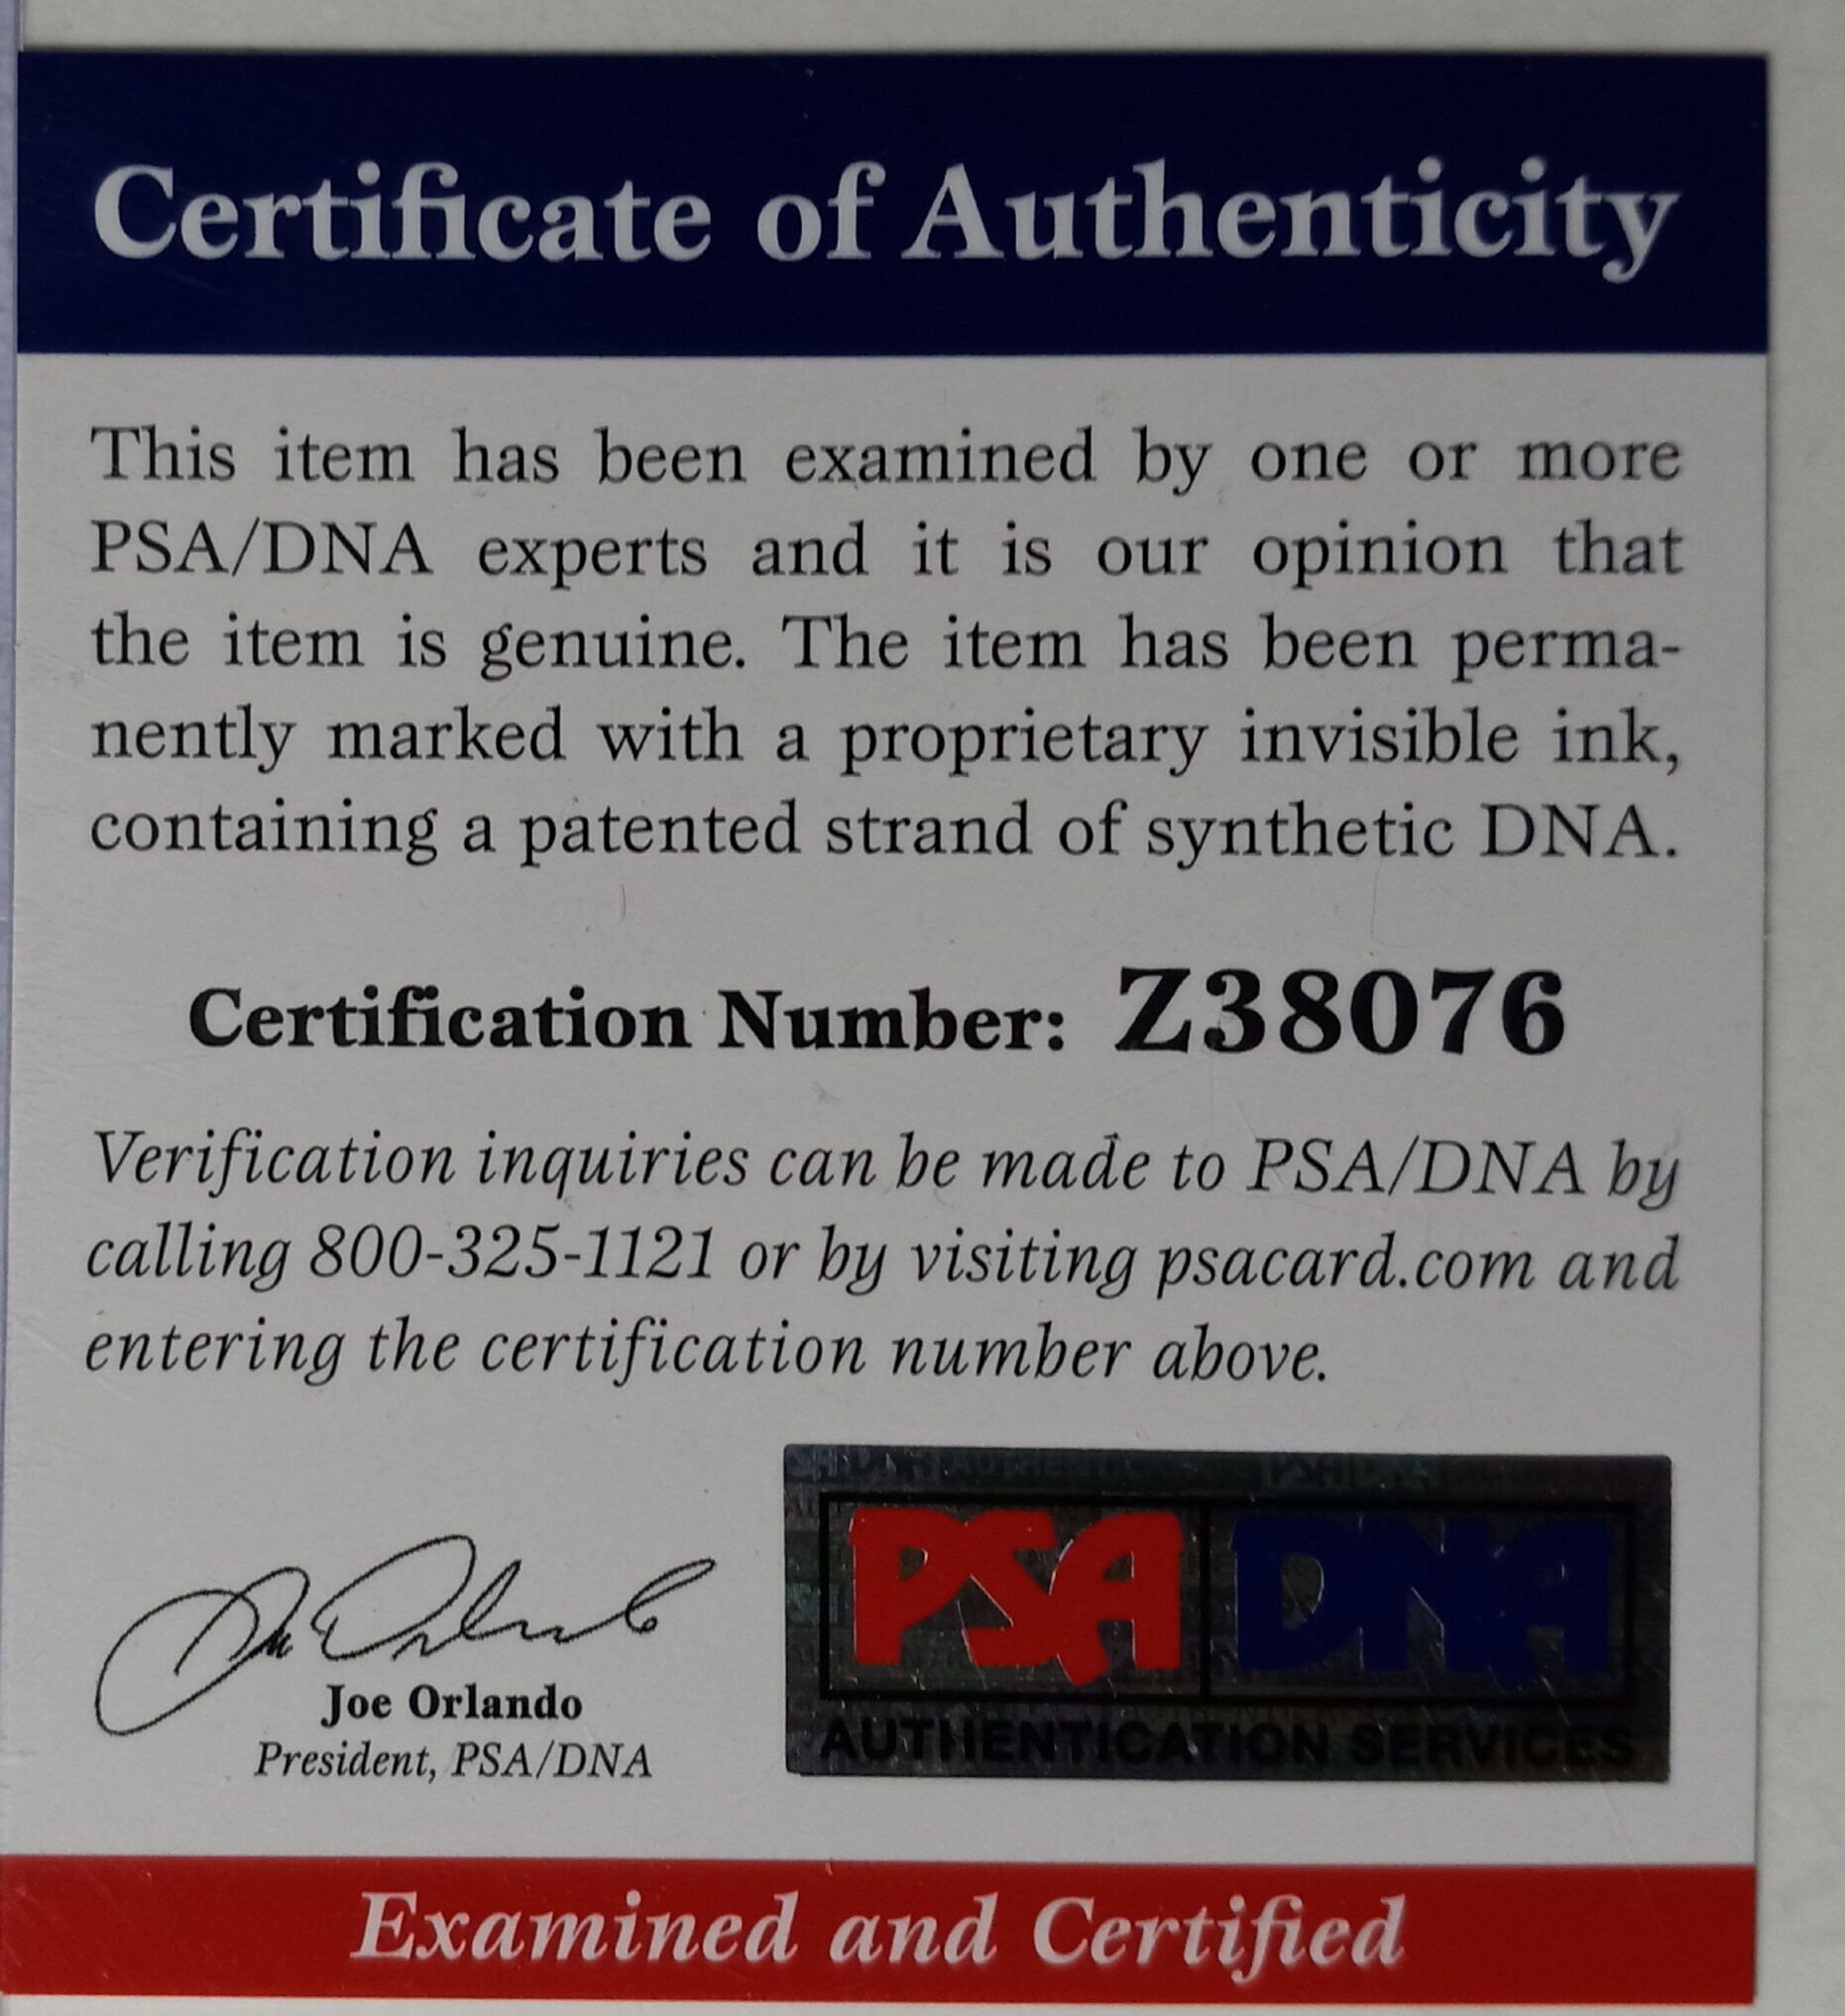 Certificate of Authenticity
This item has been examined by one or more
PSA/DNA experts and it is our opinion that
the item is genuine. The item has been perma-
nently marked with a proprietary invisible ink,
containing a patented strand of synthetic DNA.
Certification Number: Z38076
Verification inquiries can be made to PSA/DNA by
calling 800-325-1121 or by visiting psacard.com and
entering the certification number above.
Joe Orlando
President, PSA/DNA
PSA DNA
AUTHENTICATION SERVICES
Examined and Certified